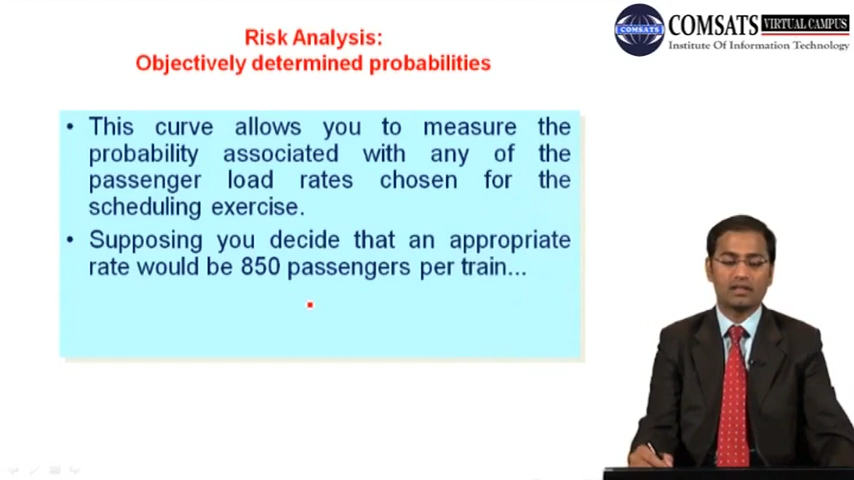 Risk Analysis:
Objectively determined probabilities
COMSATS
COMSATS VIRTUAL CAMPUS
Institute Of Information Technology
• This curve allows you to measure the
probability associated with any of the
passenger load rates chosen for the
scheduling exercise.
• Supposing you decide that an appropriate
rate would be 850 passengers per train...